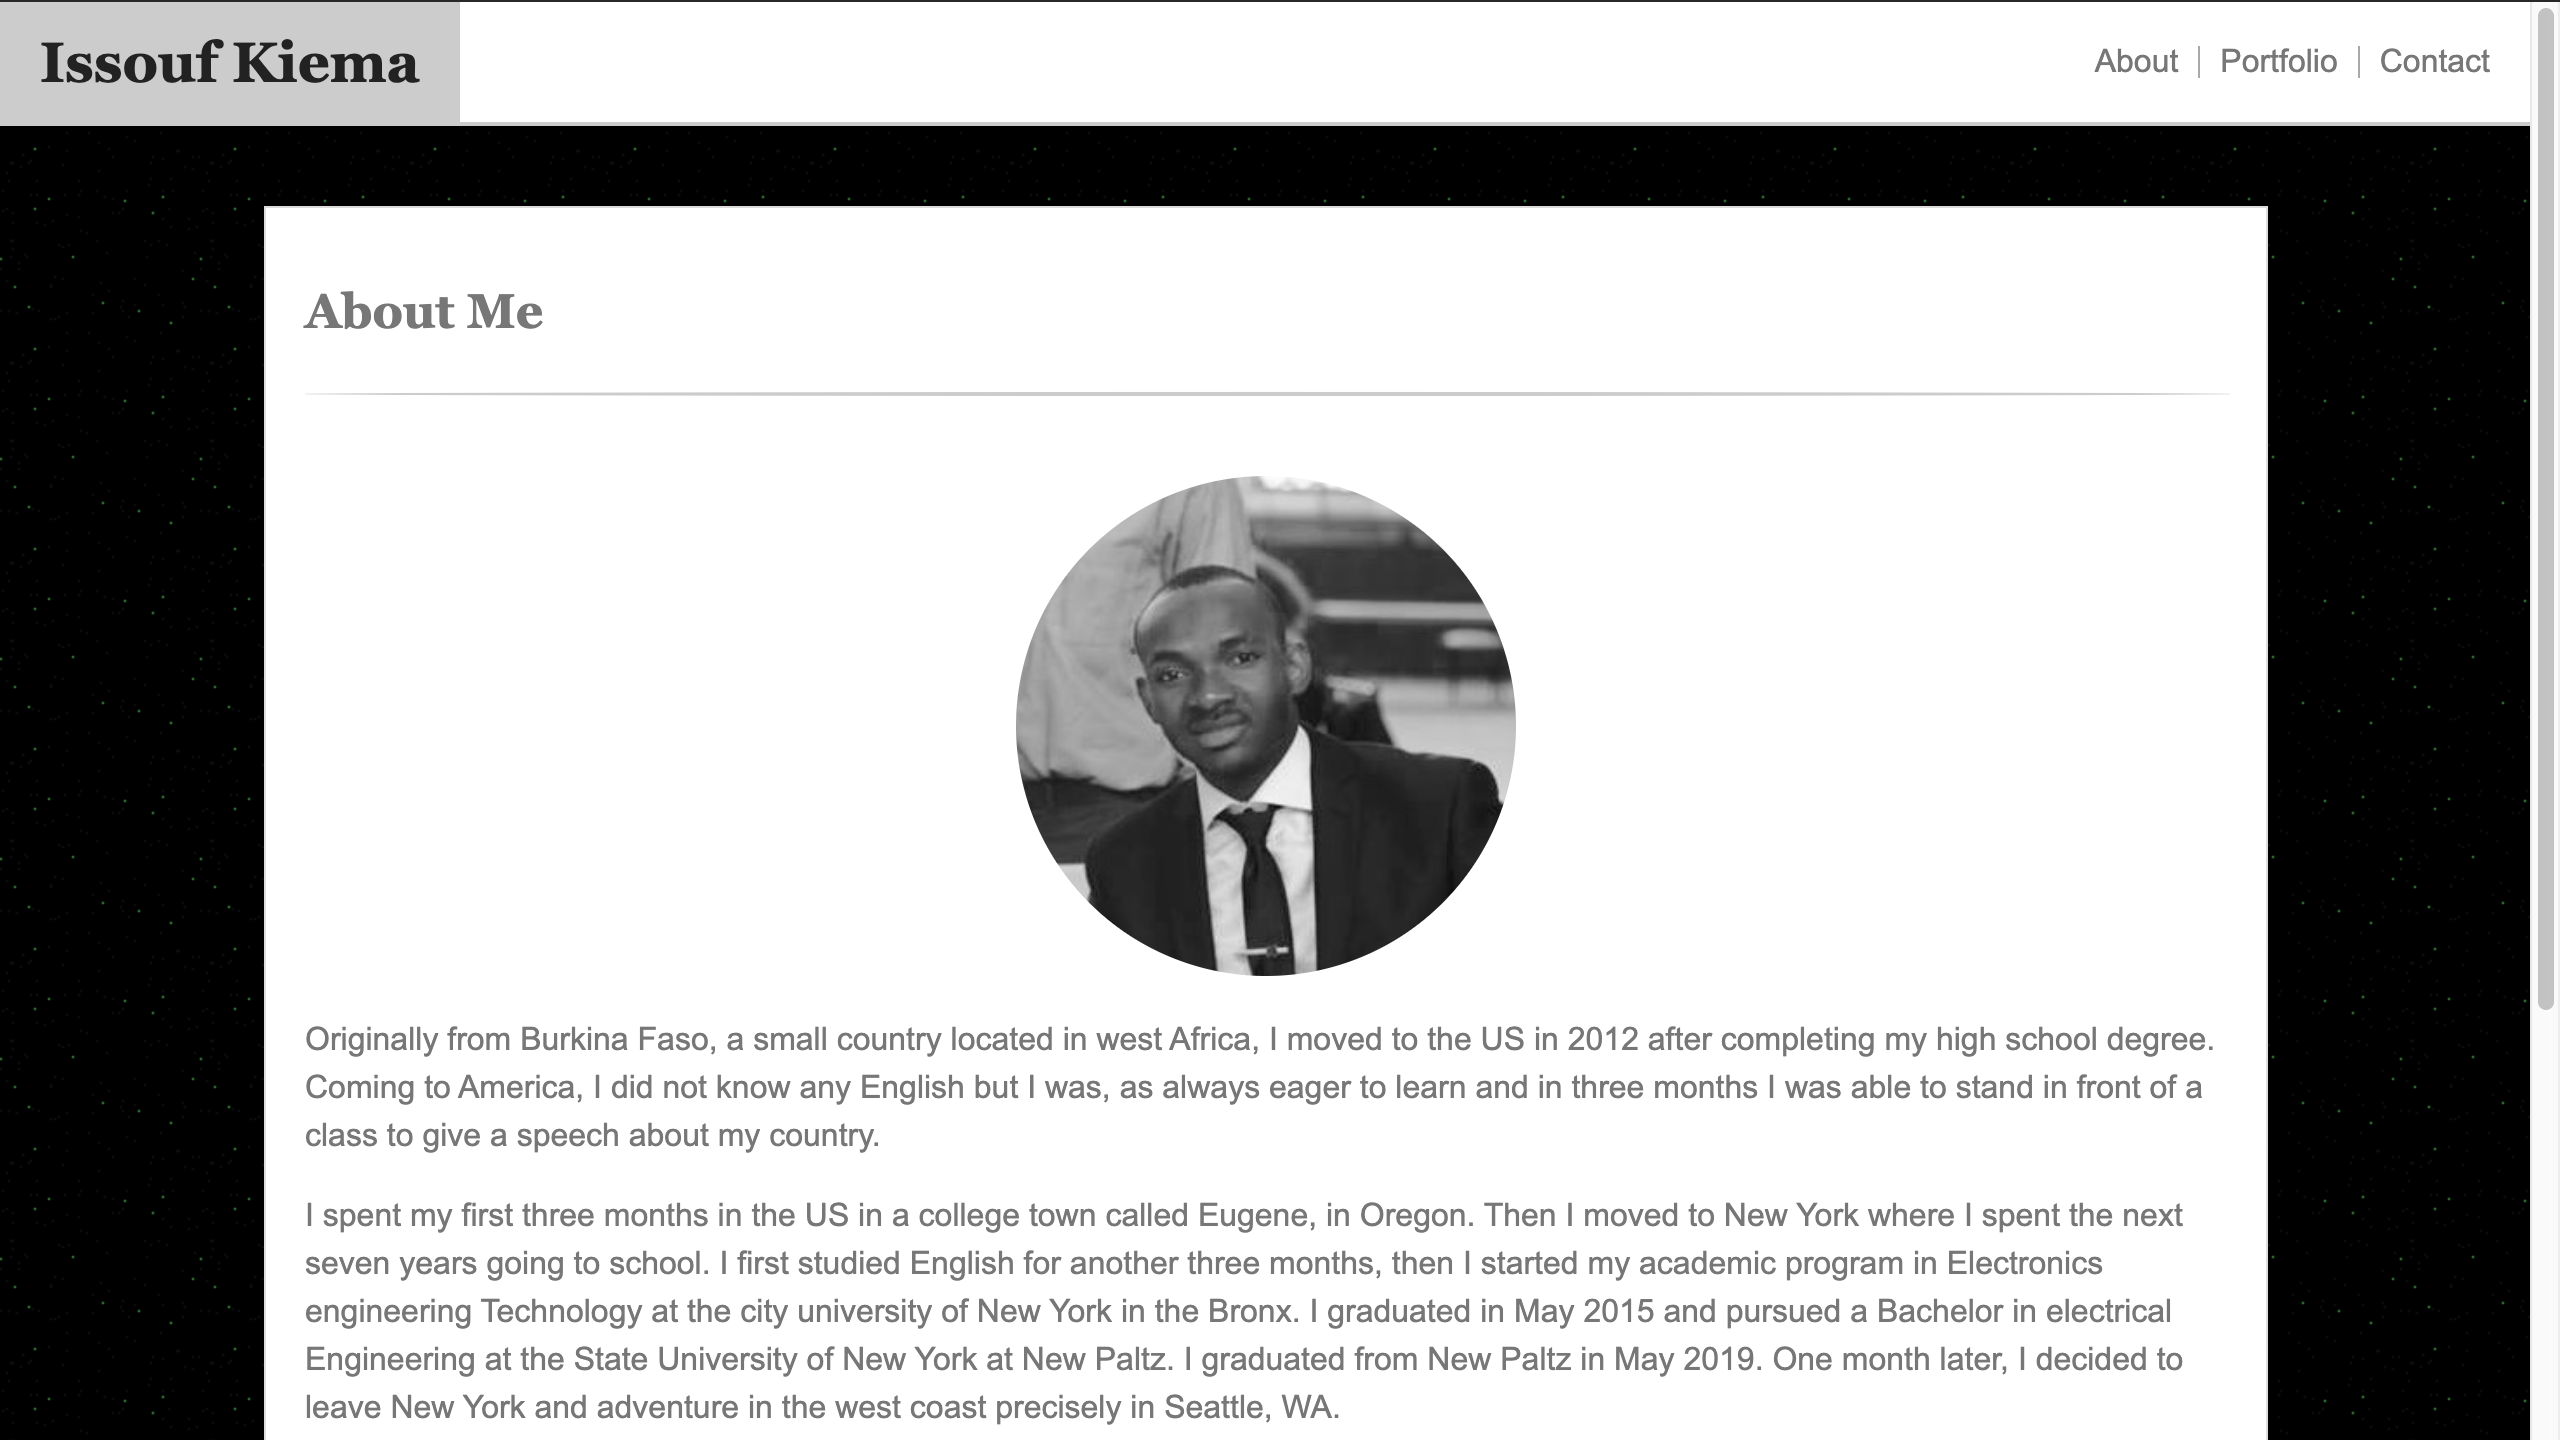 Issouf Kiema
About
Portfolio
Contact
About Me
Originally from Burkina Faso, a small country located in west Africa, I moved to the US in 2012 after completing my high school degree.
Coming to America, I did not know any English but I was, as always eager to learn and in three months I was able to stand in front of a
class to give a speech about my country.
I spent my first three months in the US in a college town called Eugene, in Oregon. Then I moved to New York where I spent the next
seven years going to school. I first studied English for another three months, then I started my academic program in Electronics
engineering Technology at the city university of New York in the Bronx. I graduated in May 2015 and pursued a Bachelor in electrical
Engineering at the State University of New York at New Paltz. I graduated from New Paltz in May 2019. One month later, I decided to
leave New York and adventure in the west coast precisely in Seattle, WA.